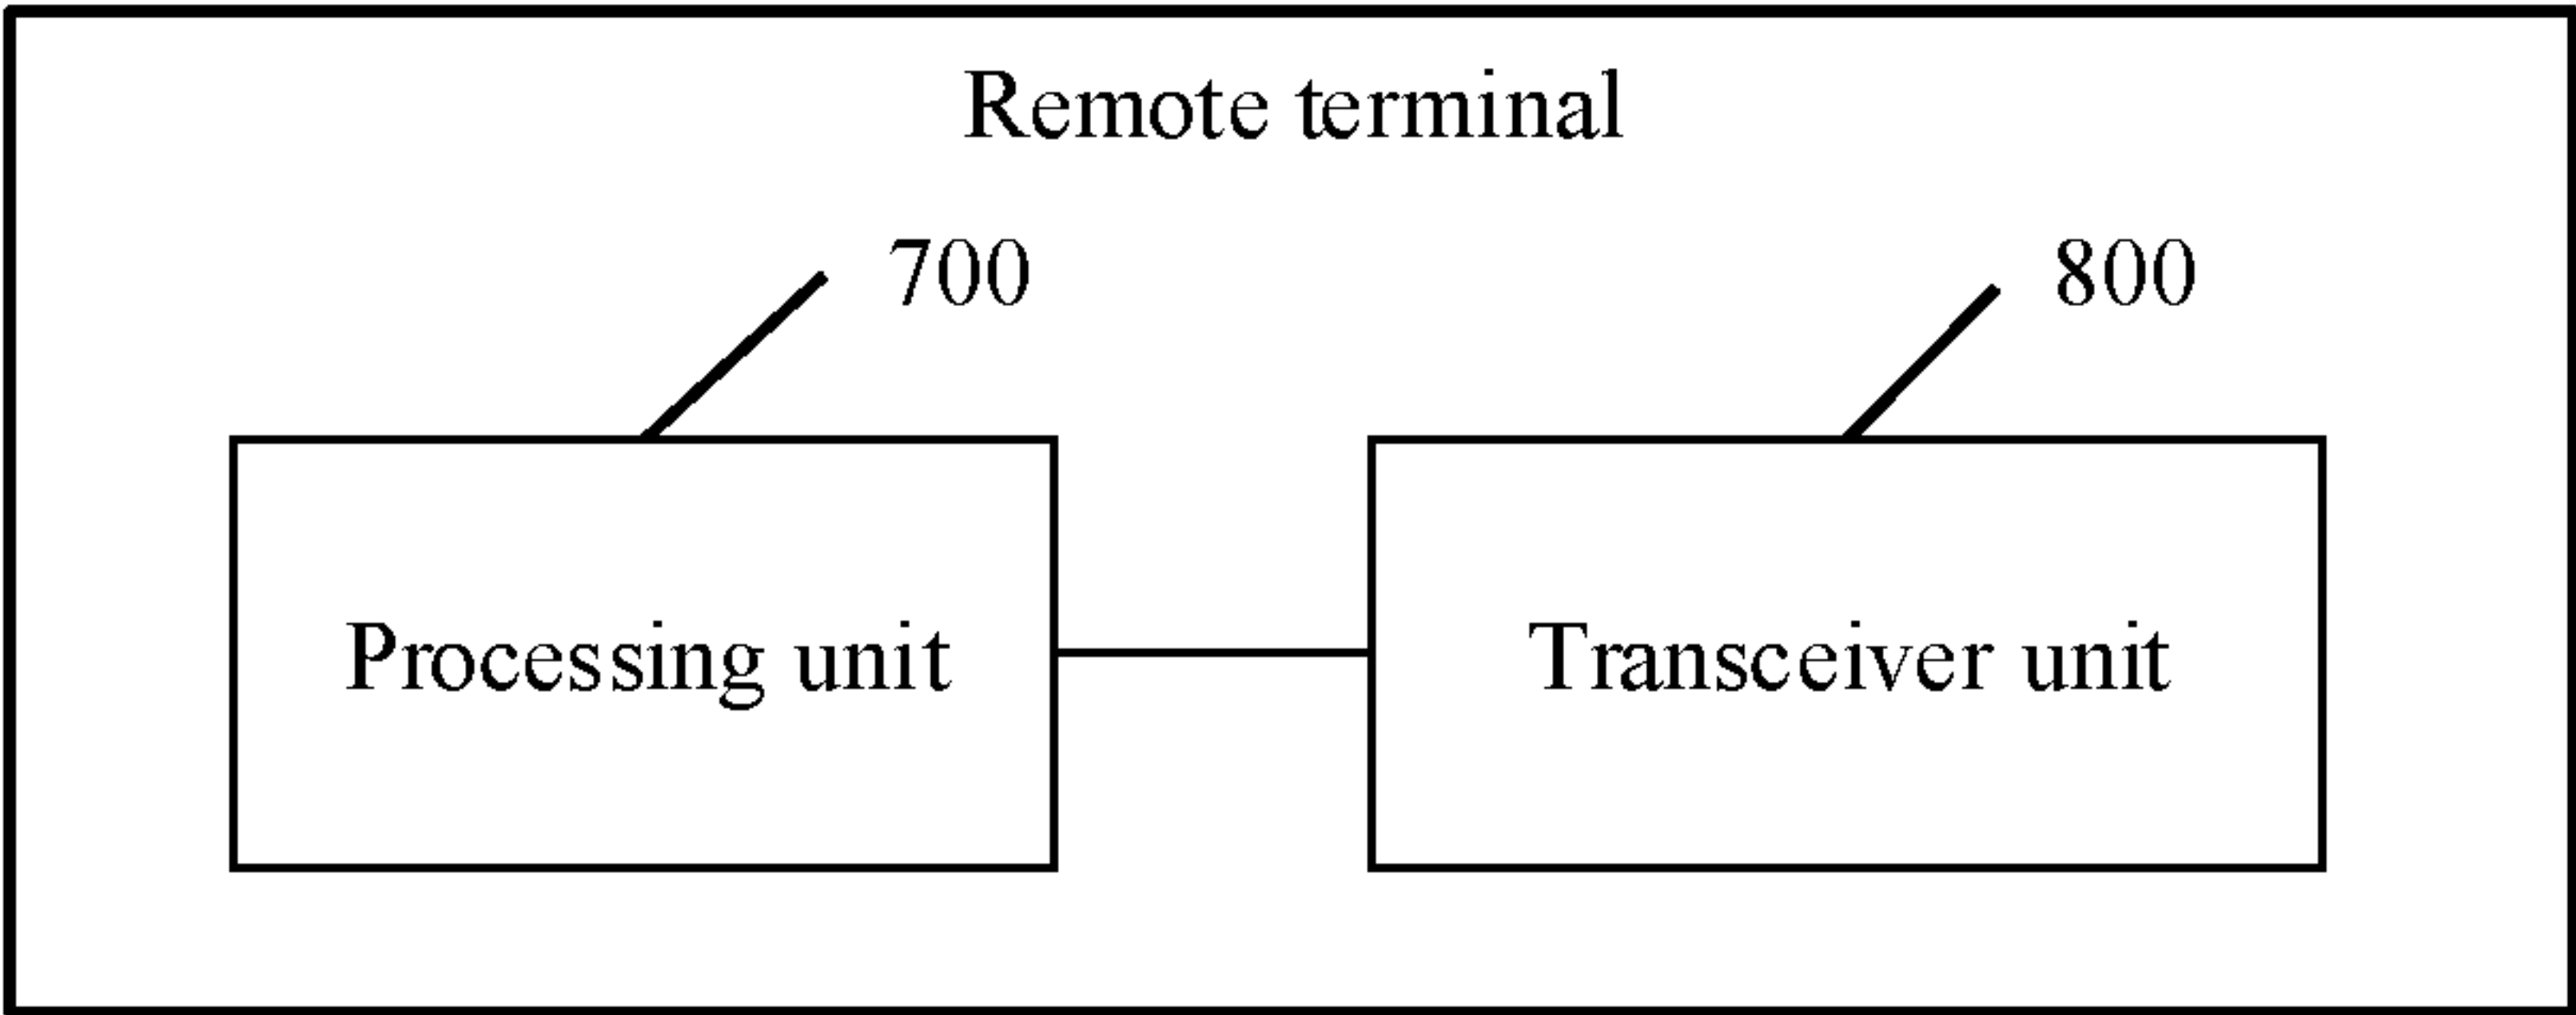 Remote terminal
700
800
Processing unit
Transceiver unit